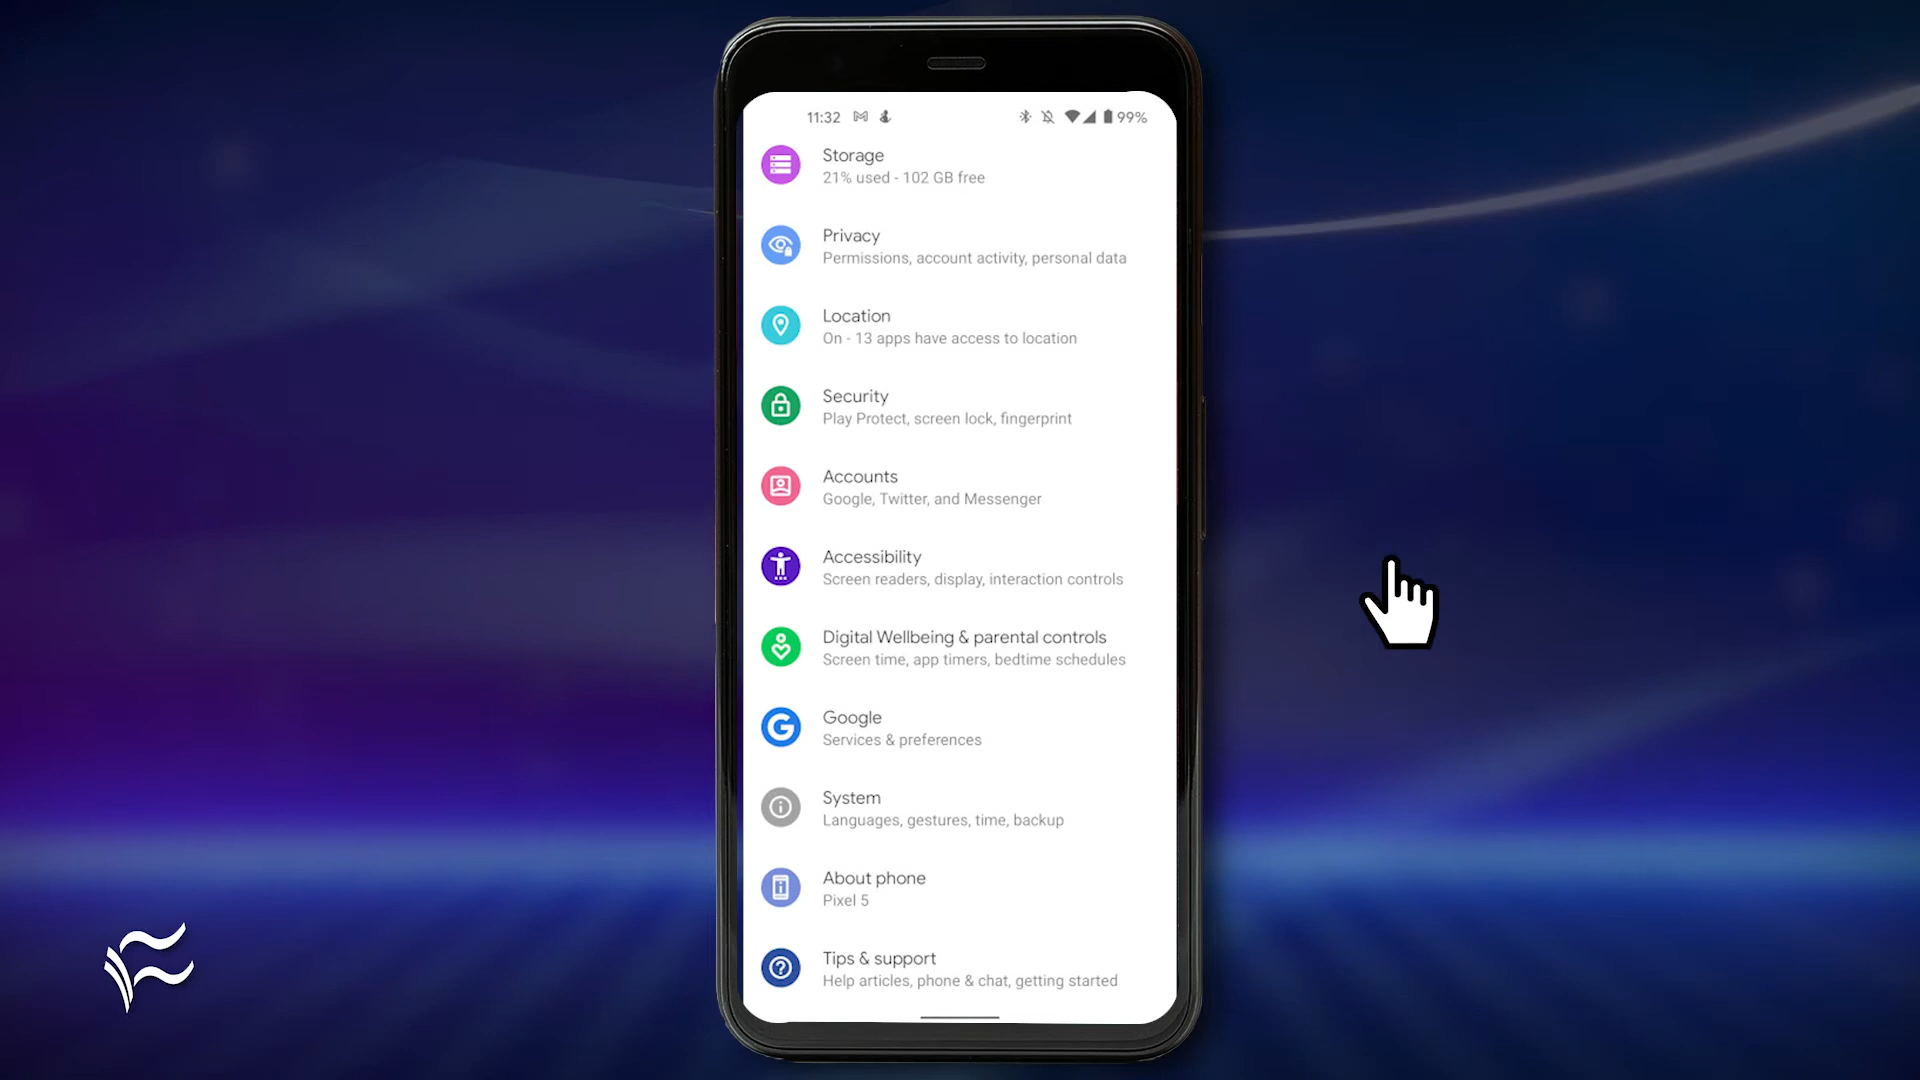 11:32 99%
Storage
21% used - 102 GB free
Privacy
Permissions, account activity, personal data
Location
On - 13 apps have access to location
Security
Play Protect, screen lock, fingerprint
Accounts
Google, Twitter, and Messenger
Accessibility
Screen readers, display, interaction controls
Digital Wellbeing & parental controls
Screen time, app timers, bedtime schedules
Google
Services & preferences
System
Languages, gestures, time, backup
About phone
Pixel 5
Tips & support
Help articles, phone & chat, getting started